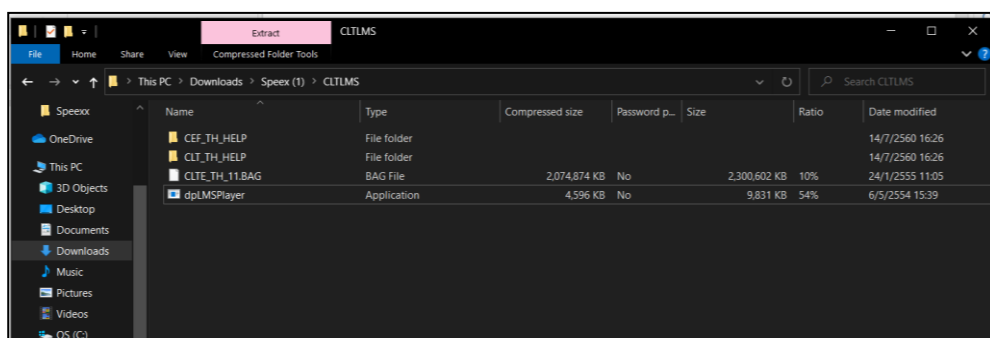 Extract CLTLMS
File Home Share View Compressed Folder Tools
This PC > Downloads > Speex (1) > CLTLMS Search CLTLMS
Speexx
OneDrive
This PC
3D Objects
Desktop
Documents
Downloads
Music
Pictures
Videos
OS (C:)
Name Type Compressed size Password p... Size Ratio Date modified
CEF_TH_HELP File folder 14/7/2560 16:26
CLT_TH_HELP File folder 14/7/2560 16:26
CLTE_TH_11.BAG BAG File 2,074,874 KB No 2,300,602 KB 10% 24/1/2555 11:05
dpLMSPlayer Application 4,596 KB No 9,831 KB 54% 6/5/2554 15:39